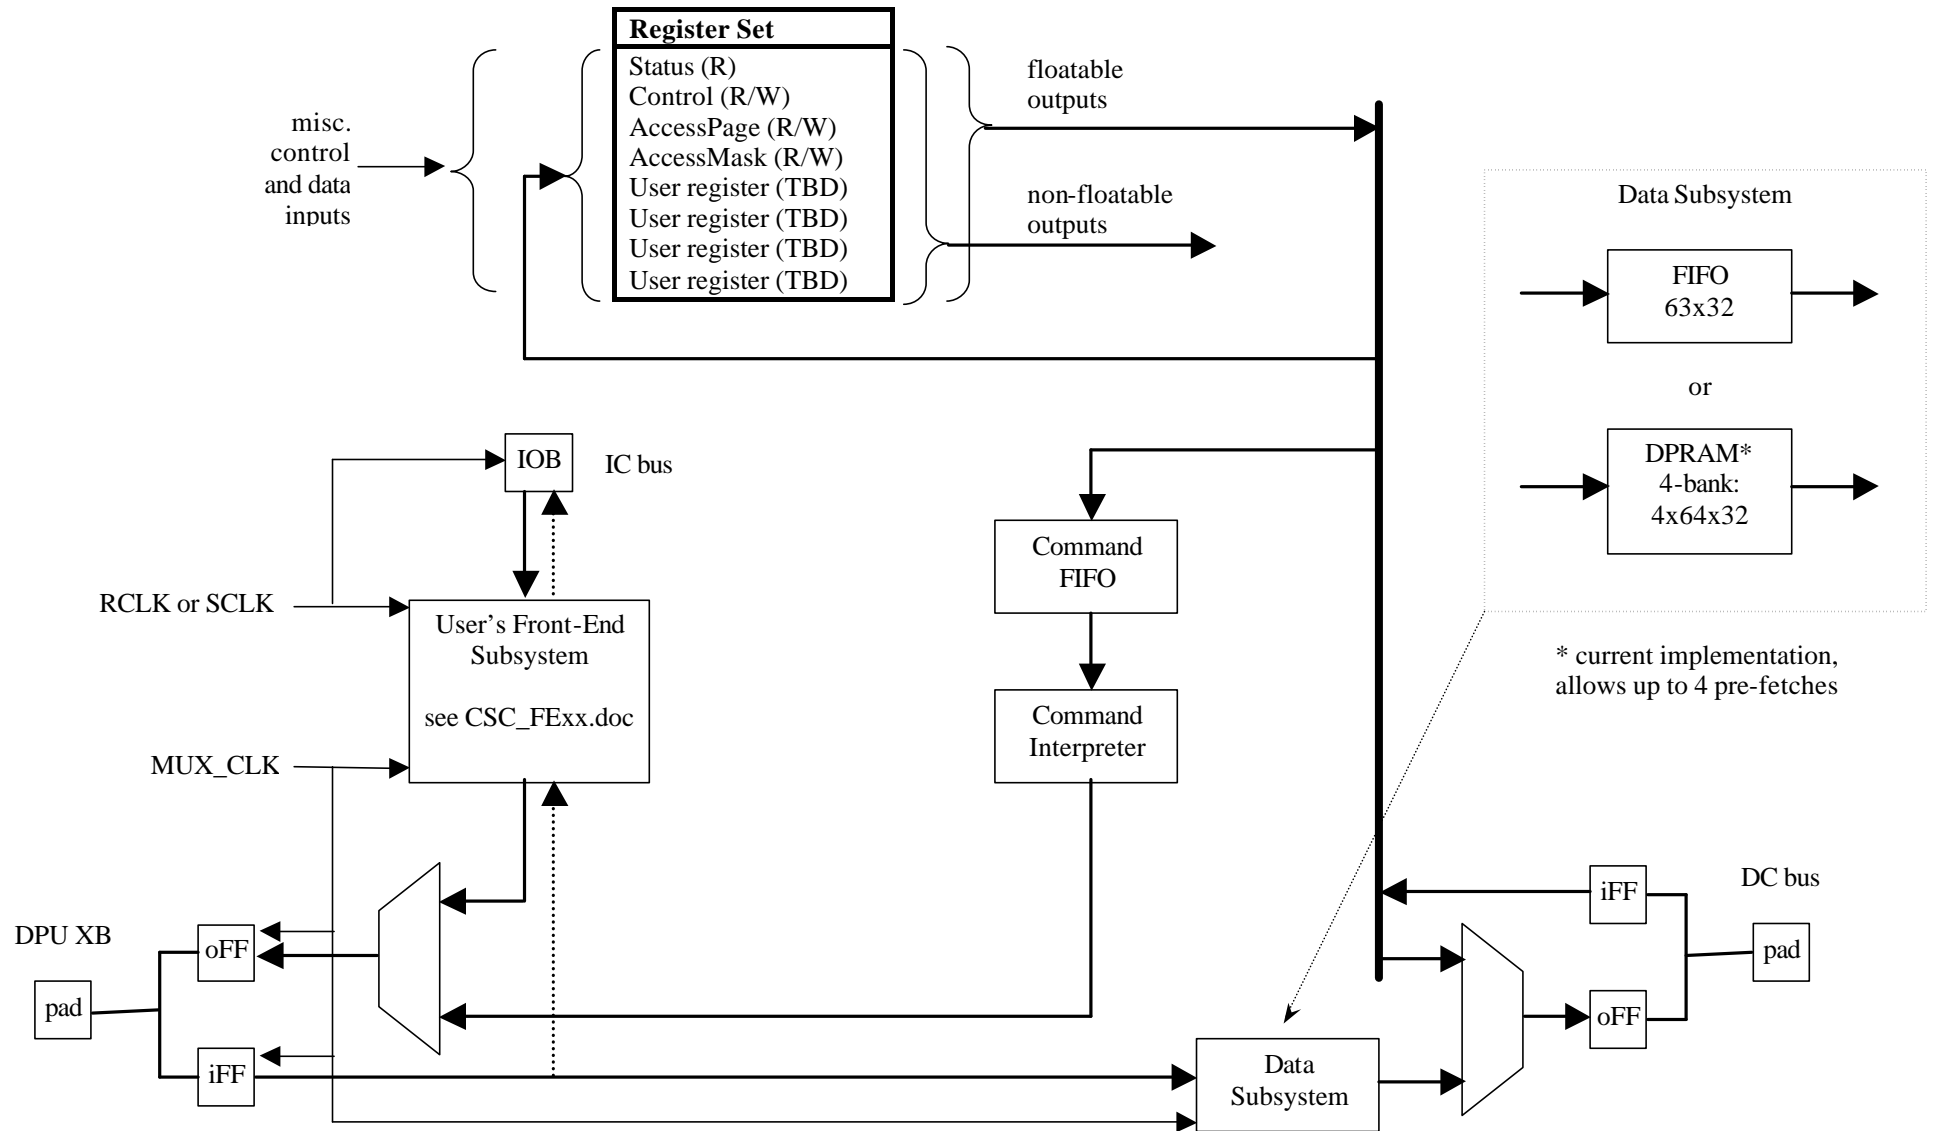 Register Set
Status (R)
Control (R/W)
AccessPage (R/W)
AccessMask (R/W)
User register (TBD)
User register (TBD)
User register (TBD)
User register (TBD)
misc.
control
and data
inputs
floatable
outputs
non-floatable
outputs
Data Subsystem
FIFO
63x32
or
DPRAM*
4-bank:
4x64x32
* current implementation,
allows up to 4 pre-fetches
IOB
IC bus
RCLK or SCLK
User's Front-End
Subsystem
see CSC_FExx.doc
MUX_CLK
Command
FIFO
Command
Interpreter
DPU XB
pad
oFF
iFF
Data
Subsystem
iFF
oFF
DC bus
pad